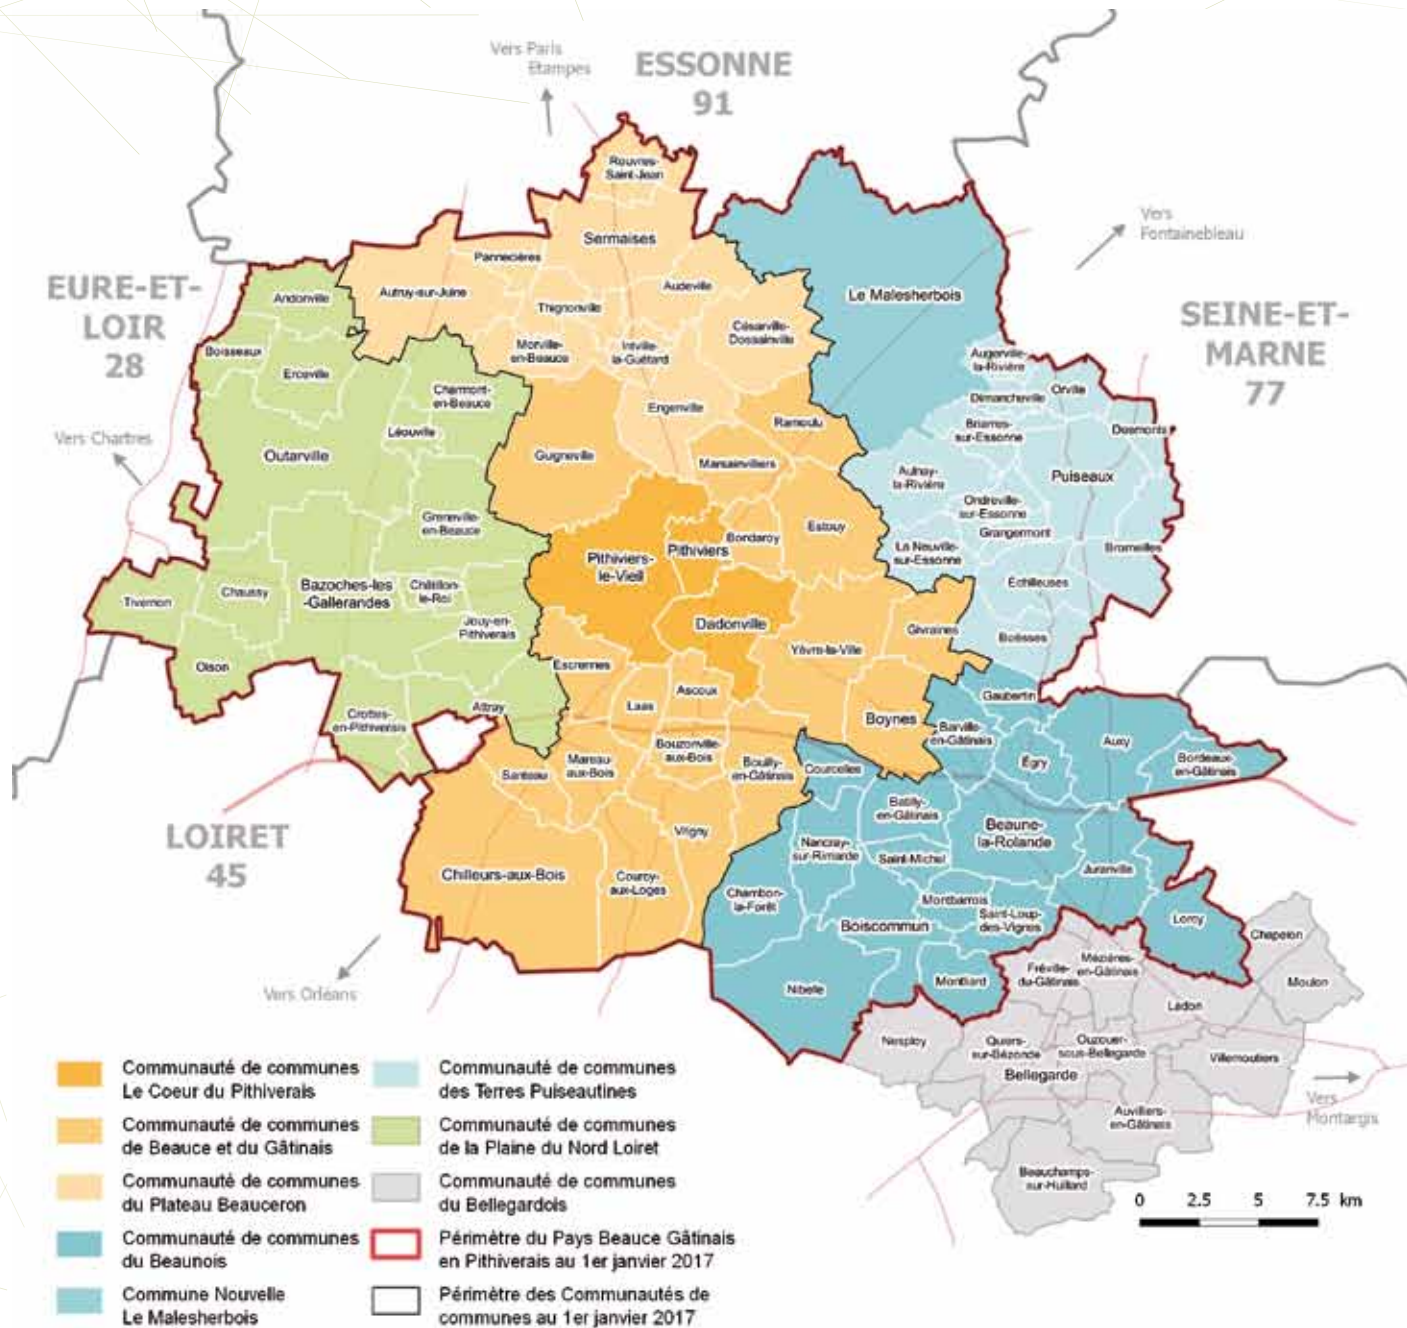 Vers Paris
Etampes
ESSONNE
91
Rouvres-
Saint-Jean
Sermaises
Pannecières
Autruy-sur-Juine
Audeville
Thignonville
Vers
Fontainebleau
EURE-ET-
LOIR
28
Andonville
Le Malesherbois
SEINE-ET-
MARNE
77
Césarville-
Dossainville
Morville-
en-Beauce
Intville-
la-Guétard
Boisseaux
Erceville
Charmont-
en-Beauce
Augerville-
la-Rivière
Orville
Dimancheville
Engenville
Ramoulu
Léouville
Briarres-
sur-Essonne
Desmonts
Vers Chartres
Outarville
Guigneville
Marsainvilliers
Aulnay-
la-Rivière
Puiseaux
Ondreville-
sur-Essonne
Greneville-
en-Beauce
Estouy
Bondaroy
Pithiviers
Grangermont
Pithiviers-
le-Vieil
La Neuville-
sur-Essonne
Bromeilles
Échilleuses
Tivernon
Chaussy
Bazoches-les
-Gallerandes
Châtillon-
le-Roi
Jouy-en-
Pithiverais
Dadonville
Givraines
Boësses
Yèvre-la-Ville
Oison
Escrennes
Ascoux
Gaubertin
Laas
Attray
Crottes-
en-Pithiverais
Boynes
Barville-
en-Gâtinais
Auxy
Bouzonville-
aux-Bois
Bordeaux-
en-Gâtinais
Égry
Mareau-
aux-Bois
Santeau
Bouilly-
en-Gâtinais
Courcelles
Batilly-
en-Gâtinais
LOIRET
45
Vrigny
Beaune-
la-Rolande
Nancray-
sur-Rimarde
Saint-Michel
Juranville
Chilleurs-aux-Bois
Courcy-
aux-Loges
Chambon-
la-Forêt
Montbarrois
Saint-Loup-
des-Vignes
Boiscommun
Lorcy
Chapelon
Mézières-
en-Gâtinais
Fréville-
du-Gâtinais
Vers Orléans
Nibelle
Montliard
Moulon
Ladon
Nesploy
Quiers-
sur-Bézonde
Ouzouer-
sous-Bellegarde
Villemoutiers
Bellegarde
Vers
Montargis
Auvilliers-
en-Gâtinais
Beauchamps-
sur-Huillard
0 2.5 5 7.5 km
Communauté de communes
Le Coeur du Pithiverais
Communauté de communes
de Beauce et du Gâtinais
Communauté de communes
du Plateau Beauceron
Communauté de communes
du Beaunois
Commune Nouvelle
Le Malesherbois
Communauté de communes
des Terres Puiseautines
Communauté de communes
de la Plaine du Nord Loiret
Communauté de communes
du Bellegardois
Périmètre du Pays Beauce Gâtinais
en Pithiverais au 1er janvier 2017
Périmètre des Communautés de
communes au 1er janvier 2017